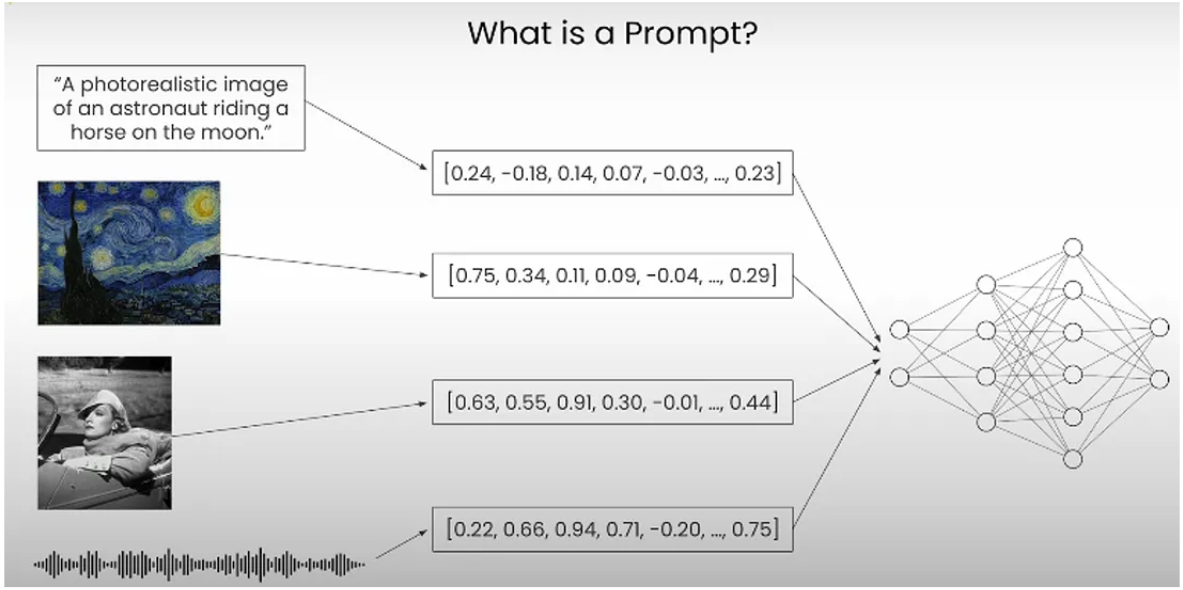 What is a Prompt?
“A photorealistic image
of an astronaut riding a
horse on the moon.”
[0.24, −0.18, 0.14, 0.07, −0.03, ..., 0.23]
[0.75, 0.34, 0.11, 0.09, −0.04, ..., 0.29]
[0.63, 0.55, 0.91, 0.30, −0.01, ..., 0.44]
[0.22, 0.66, 0.94, 0.71, −0.20, ..., 0.75]